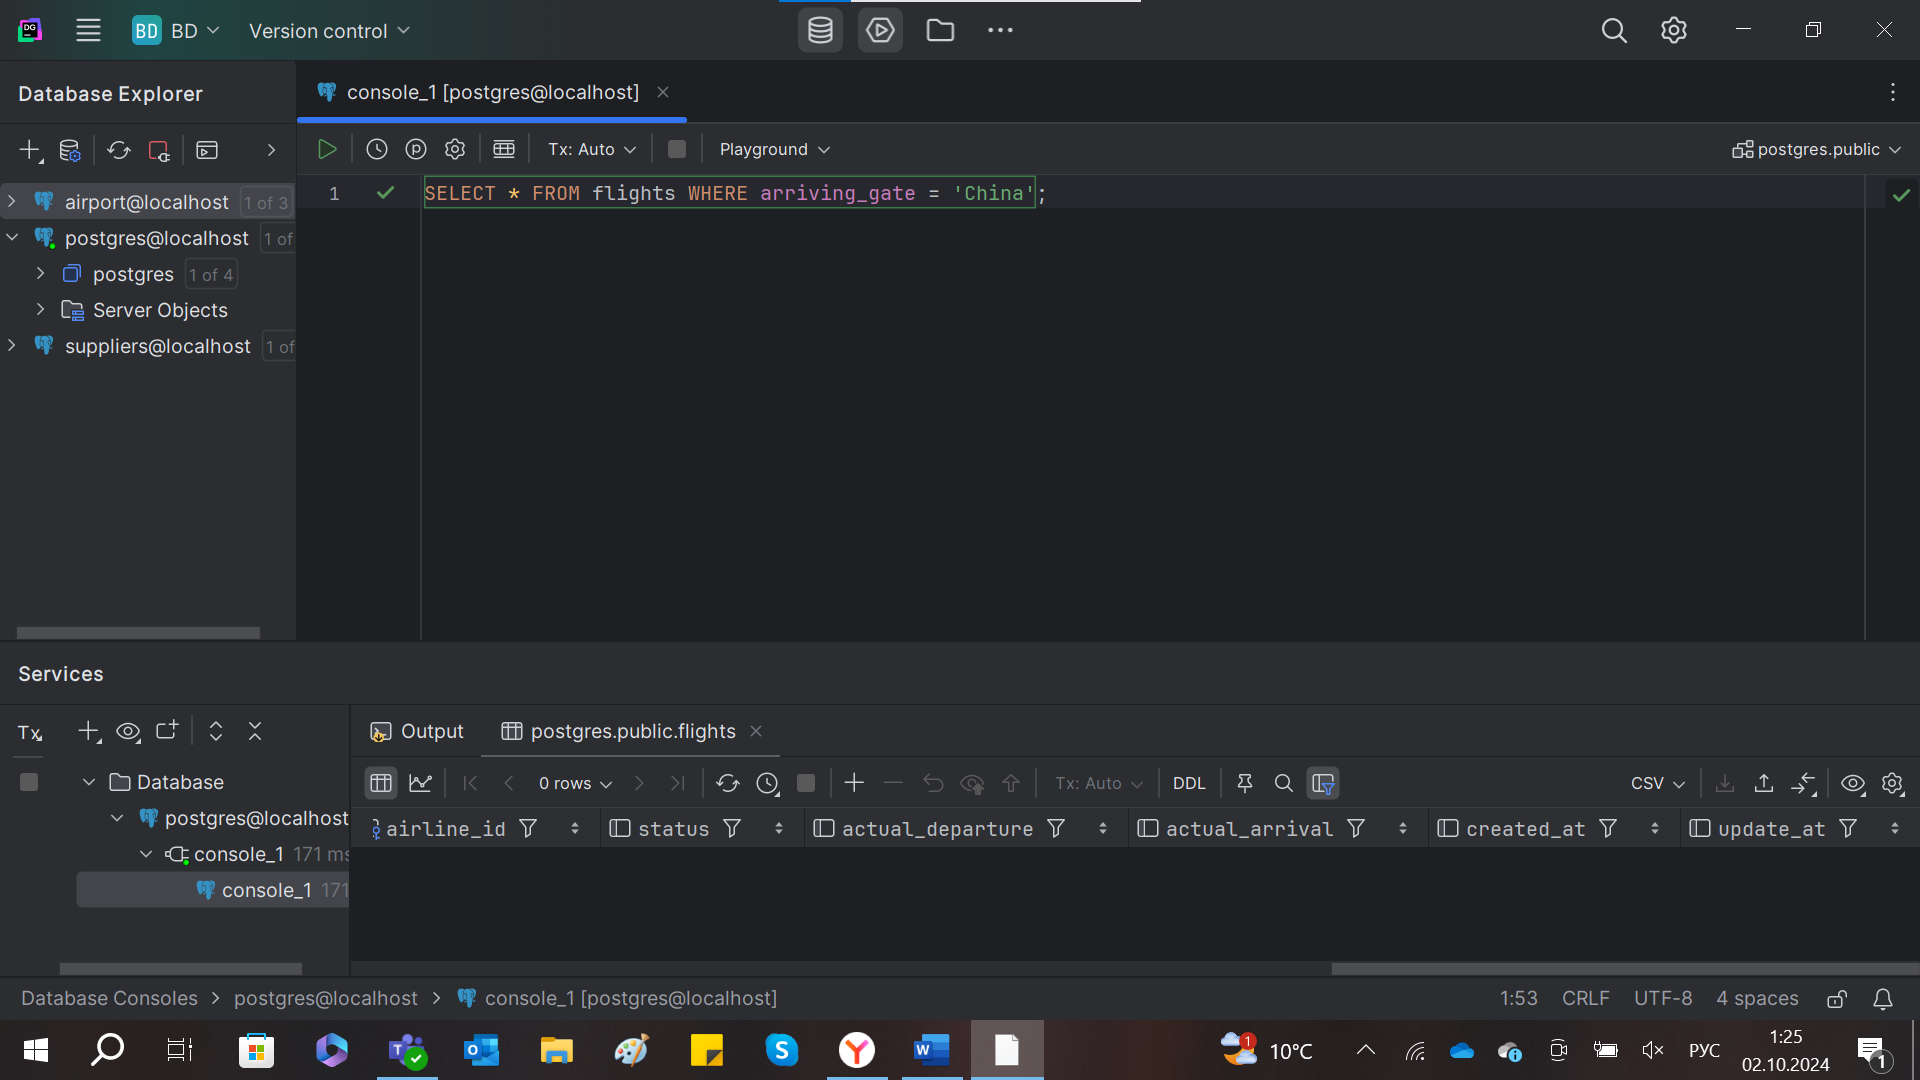 BD BD Version control
Database Explorer
console_1 [postgres@localhost]
Tx: Auto Playground postgres.public
airport@localhost 1 of 3
postgres@localhost 1 of
postgres 1 of 4
Server Objects
suppliers@localhost 1 of
1 SELECT * FROM flights WHERE arriving_gate = 'China';
Services
Tx
Output postgres.public.flights
Database
postgres@localhost
console_1 171 ms
console_1 171
0 rows Tx: Auto DDL CSV
airline_id status actual_departure actual_arrival created_at update_at
Database Consoles > postgres@localhost > console_1 [postgres@localhost] 1:53 CRLF UTF-8 4 spaces
1 10°C РУС 1:25
02.10.2024 1